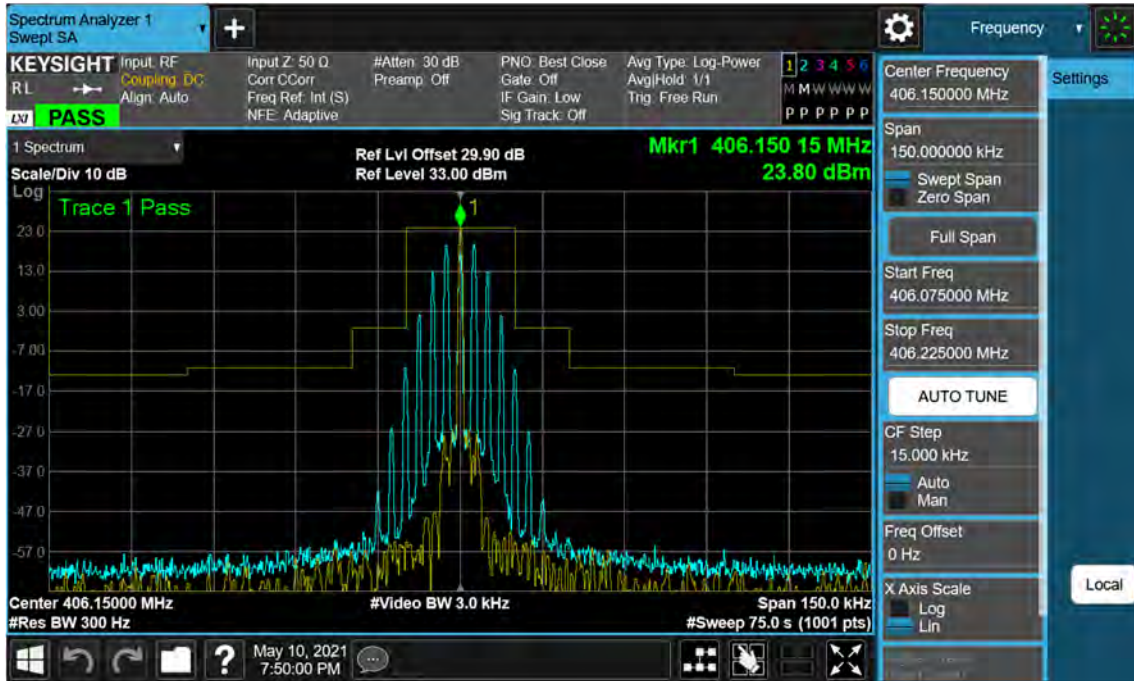 Spectrum Analyzer 1
Swept SA
Frequency
KEYSIGHT
RL
LXI
PASS
Input: RF
Coupling: DC
Align: Auto
Input Z: 50 Ω
Corr CCorr
Freq Ref: Int (S)
NFE: Adaptive
#Atten: 30 dB
Preamp: Off
PNO: Best Close
Gate: Off
IF Gain: Low
Sig Track: Off
Avg Type: Log-Power
Avg|Hold: 1/1
Trig: Free Run
1 2 3 4 5 6
M M W W W W
P P P P P P
1 Spectrum
Scale/Div 10 dB
Ref Lvl Offset 29.90 dB
Ref Level 33.00 dBm
Mkr1 406.150 15 MHz
23.80 dBm
Log
Trace 1 Pass
1
23.0
13.0
3.00
-7.00
-17.0
-27.0
-37.0
-47.0
-57.0
Center 406.15000 MHz
#Res BW 300 Hz
#Video BW 3.0 kHz
Span 150.0 kHz
#Sweep 75.0 s (1001 pts)
Center Frequency
406.150000 MHz
Settings
Span
150.000000 kHz
Swept Span
Zero Span
Full Span
Start Freq
406.075000 MHz
Stop Freq
406.225000 MHz
AUTO TUNE
CF Step
15.000 kHz
Auto
Man
Freq Offset
0 Hz
X Axis Scale
Log
Lin
Local
?
May 10, 2021
7:50:00 PM